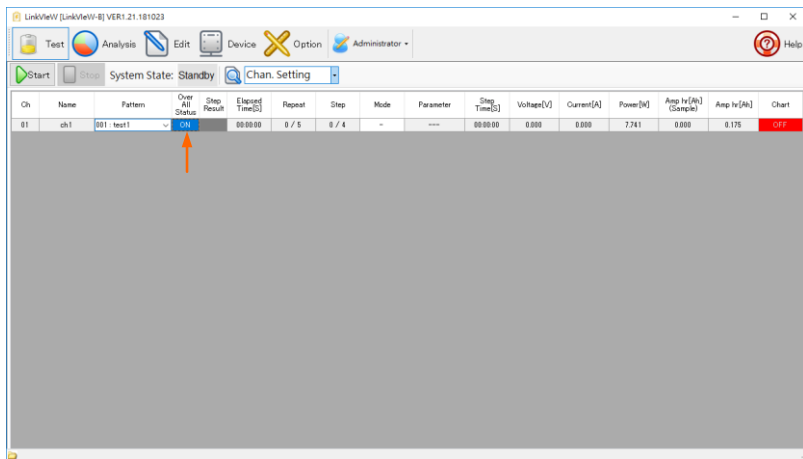 LinkVIeW [LinkVIeW-B] VER1.21.181023
Test Analysis Edit Device Option Administrator Help
Start Stop System State: Standby Chan. Setting
Ch Name Pattern Over All Status Step Result Elapsed Time[S] Repeat Step Mode Parameter Step Time[S] Voltage[V] Current[A] Power[W] Amp hr[Ah] (Sample) Amp hr[Ah] Chart
01 ch1 001 : test1 ON 00:00:00 0 / 5 0 / 4 - --- 00:00:00 0.000 0.000 7.741 0.000 0.175 OFF